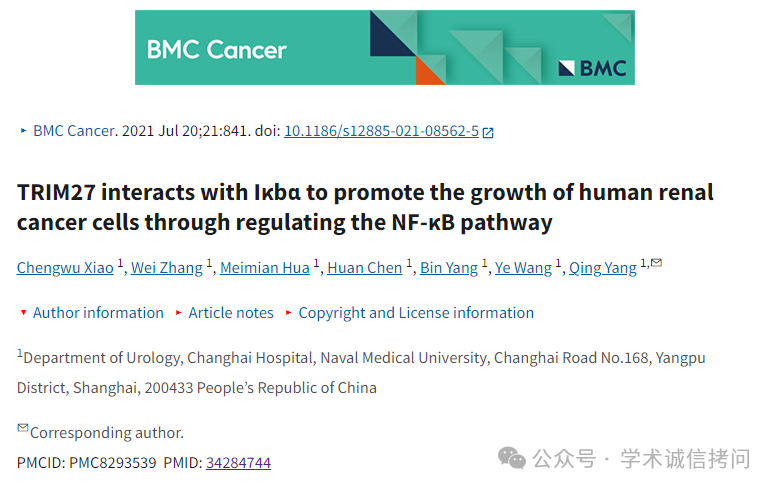 BMC Cancer
BMC
BMC Cancer. 2021 Jul 20;21:841. doi: 10.1186/s12885-021-08562-5
TRIM27 interacts with Iκbα to promote the growth of human renal
cancer cells through regulating the NF-κB pathway
Chengwu Xiao 1, Wei Zhang 1, Meimian Hua 1, Huan Chen 1, Bin Yang 1, Ye Wang 1, Qing Yang 1,✉
Author information Article notes Copyright and License information
1Department of Urology, Changhai Hospital, Naval Medical University, Changhai Road No.168, Yangpu
District, Shanghai, 200433 People’s Republic of China
✉Corresponding author.
PMCID: PMC8293539 PMID: 34284744
公众号 · 学术诚信拷问